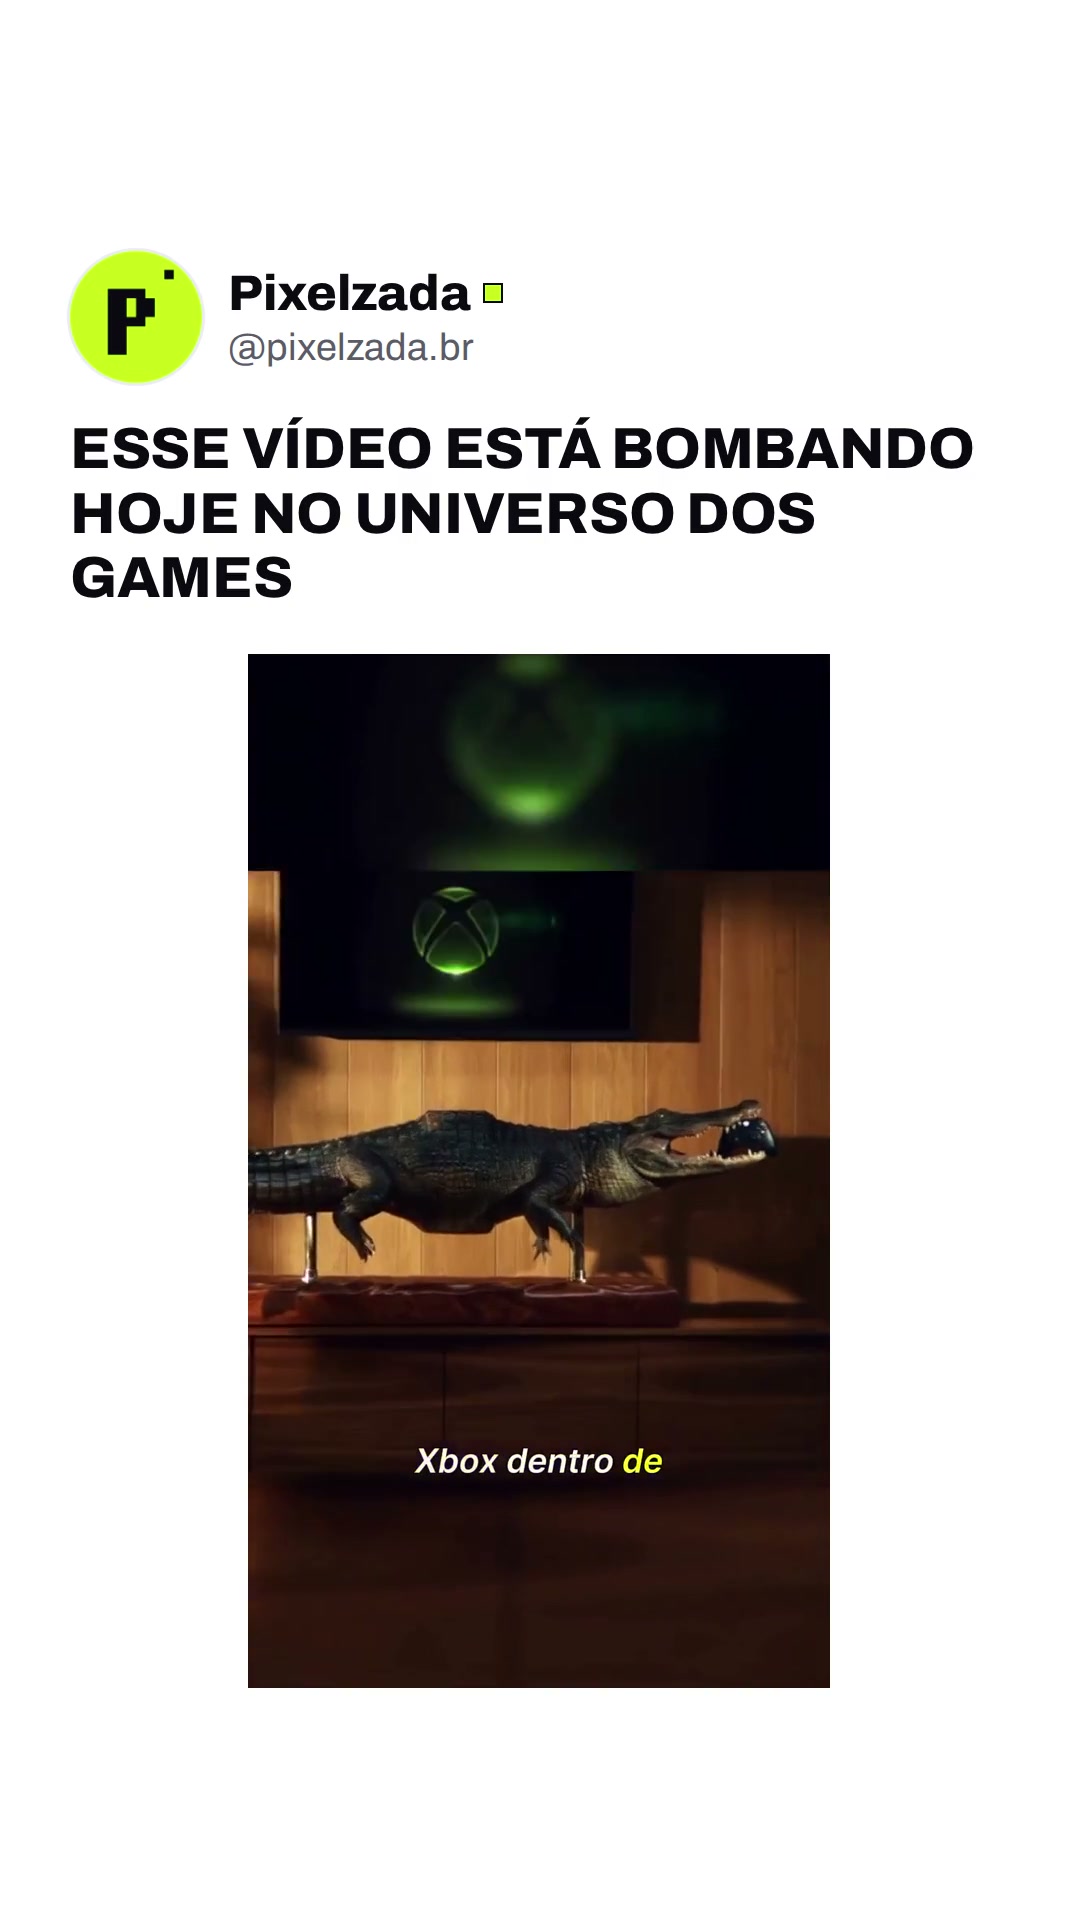 Pixelzada
@pixelzada.br
ESSE VÍDEO ESTÁ BOMBANDO
HOJE NO UNIVERSO DOS
GAMES
Xbox dentro de